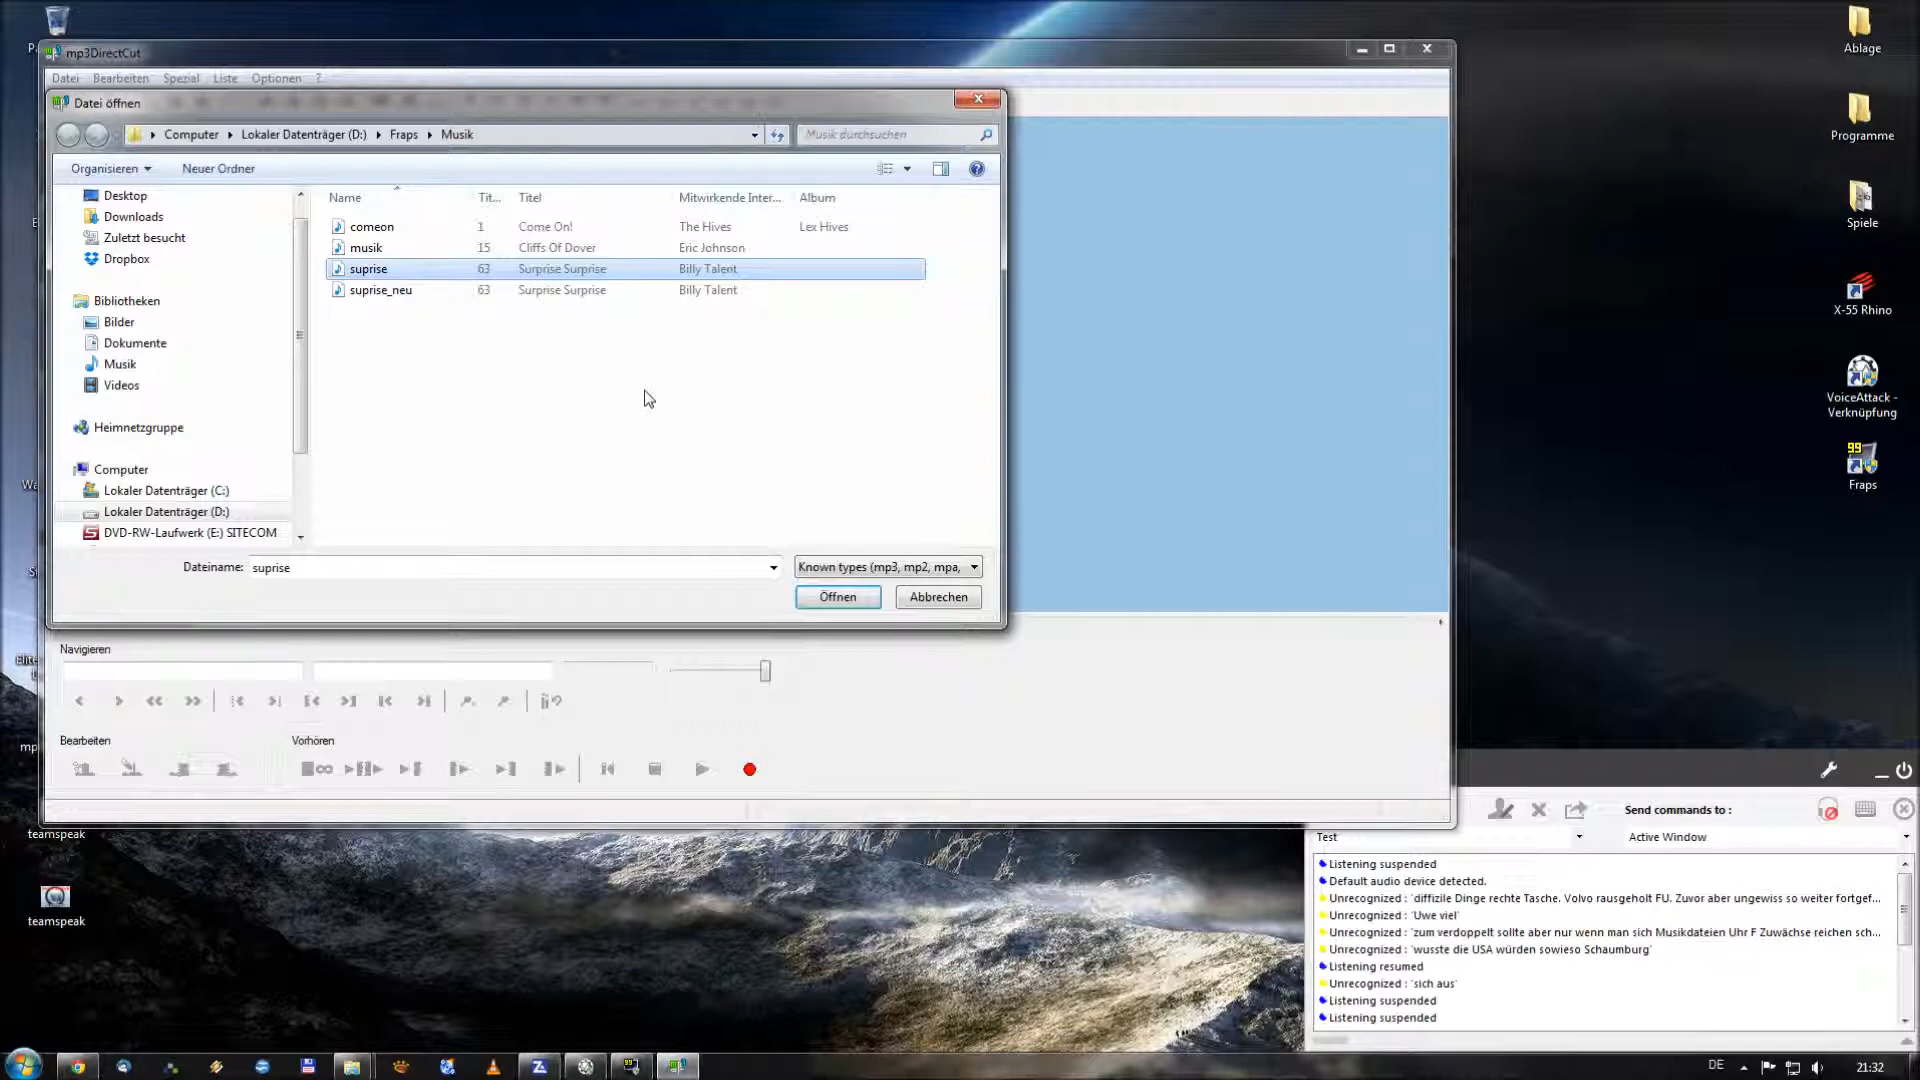 mp3DirectCut
Datei Bearbeiten Spezial Liste Optionen ?
Datei öffnen
Computer Lokaler Datenträger (D:) Fraps Musik
Musik durchsuchen
Organisieren Neuer Ordner
Desktop
Downloads
Zuletzt besucht
Dropbox
Bibliotheken
Bilder
Dokumente
Musik
Videos
Heimnetzgruppe
Computer
Lokaler Datenträger (C:)
Lokaler Datenträger (D:)
DVD-RW-Laufwerk (E:) SITECOM
Name Tit... Titel Mitwirkende Inter... Album
comeon 1 Come On! The Hives Lex Hives
musik 15 Cliffs Of Dover Eric Johnson
suprise 63 Surprise Surprise Billy Talent
suprise_neu 63 Surprise Surprise Billy Talent
Dateiname: suprise
Known types (mp3, mp2, mpa,
Öffnen Abbrechen
Navigieren
Bearbeiten Vorhören
Ablage
Programme
Spiele
X-55 Rhino
VoiceAttack -
Verknüpfung
99
Fraps
teamspeak
teamspeak
Send commands to :
Test Active Window
Listening suspended
Default audio device detected.
Unrecognized : 'diffizile Dinge rechte Tasche. Volvo rausgeholt FU. Zuvor aber ungewiss so weiter fortgef...
Unrecognized : 'Uwe viel'
Unrecognized : 'zum verdoppelt sollte aber nur wenn man sich Musikdateien Uhr F Zuwächse reichen sch...
Unrecognized : 'wusste die USA würden sowieso Schaumburg'
Listening resumed
Unrecognized : 'sich aus'
Listening suspended
Listening suspended
DE 21:32